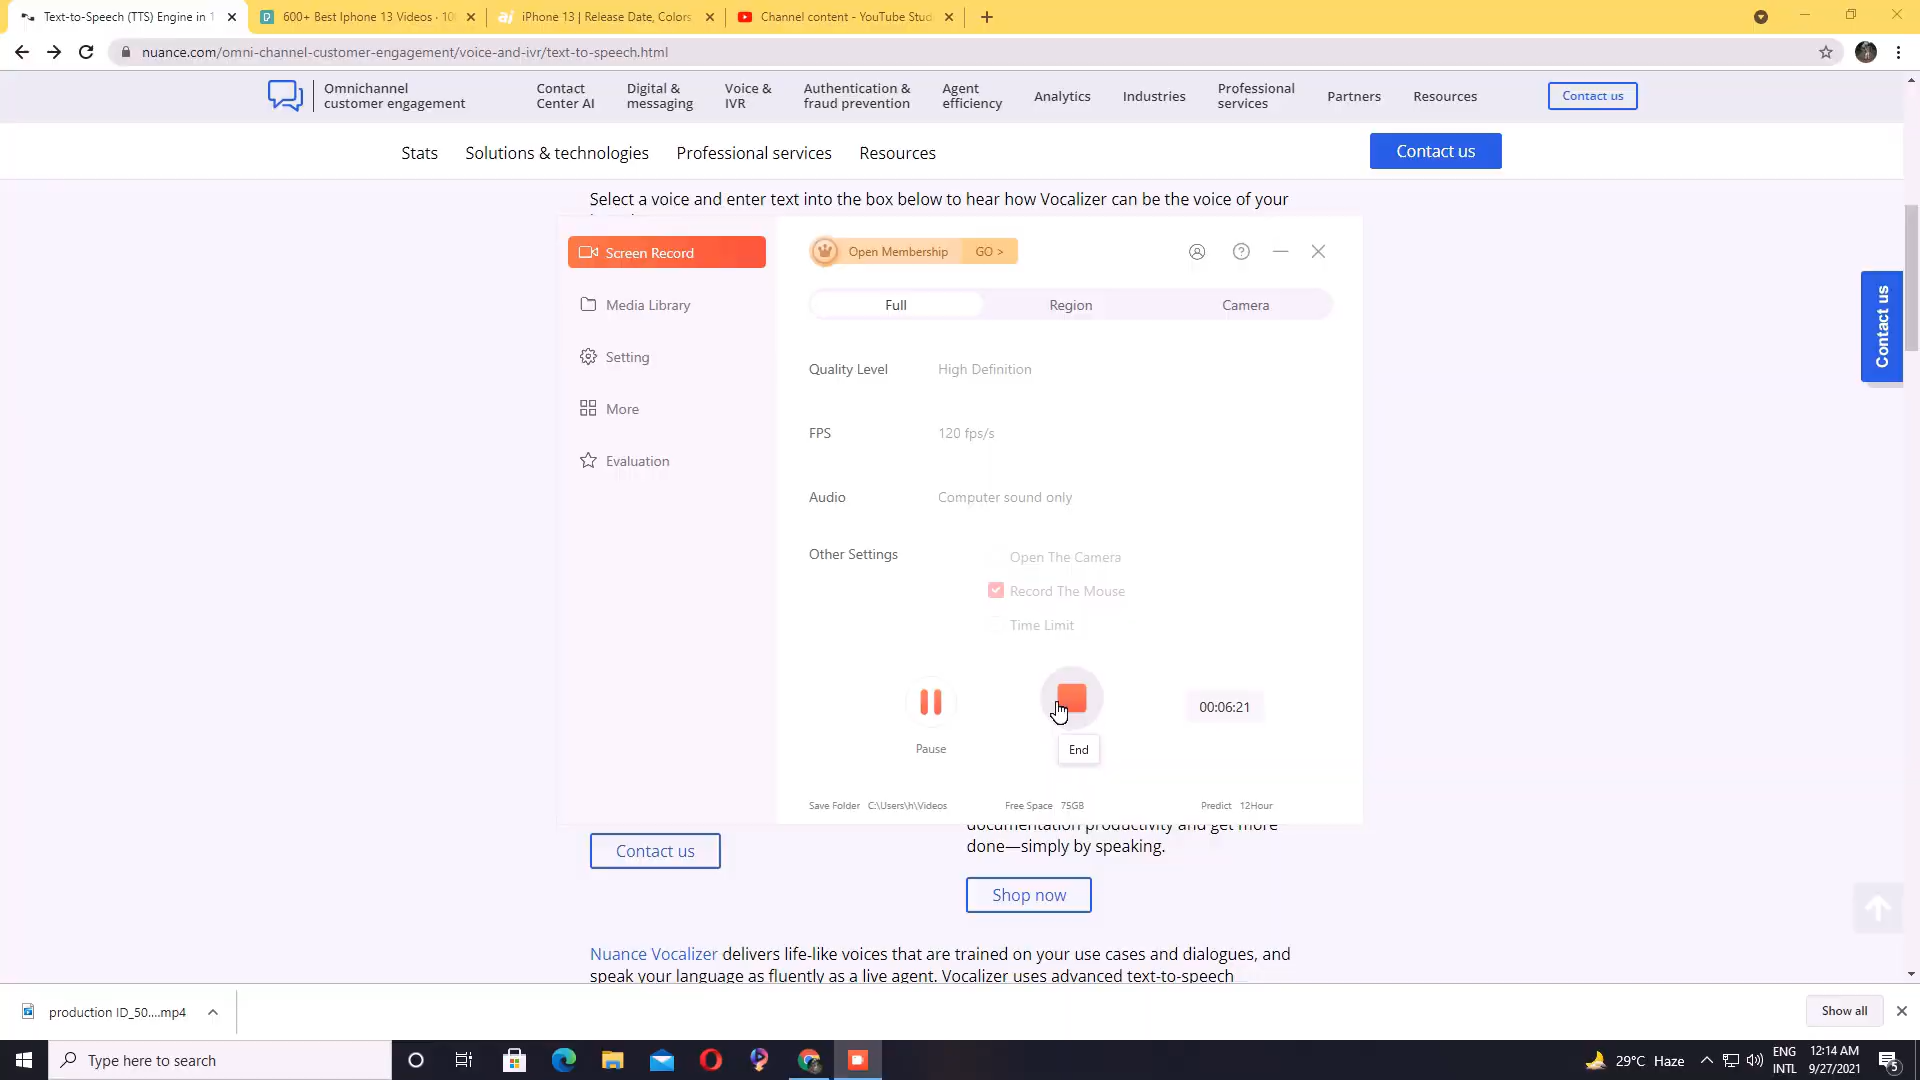 Text-to-Speech (TTS) Engine in 1
600+ Best Iphone 13 Videos · 10
iPhone 13 | Release Date, Colors
Channel content - YouTube Stud
nuance.com/omni-channel-customer-engagement/voice-and-ivr/text-to-speech.html
Omnichannel
customer engagement
Contact
Center AI
Digital &
messaging
Voice &
IVR
Authentication &
fraud prevention
Agent
efficiency
Analytics
Industries
Professional
services
Partners
Resources
Contact us
Stats
Solutions & technologies
Professional services
Resources
Contact us
Select a voice and enter text into the box below to hear how Vocalizer can be the voice of your
Screen Record
Media Library
Setting
More
Evaluation
Open Membership
GO >
Full
Region
Camera
Quality Level
High Definition
FPS
120 fps/s
Audio
Computer sound only
Other Settings
Open The Camera
Record The Mouse
Time Limit
Pause
End
00:06:21
Save Folder C:\Users\h\Videos
Free Space 75GB
Predict 12Hour
Contact us
Contact us
documentation productivity and get more
done—simply by speaking.
Shop now
Nuance Vocalizer delivers life-like voices that are trained on your use cases and dialogues, and
speak your language as fluently as a live agent. Vocalizer uses advanced text-to-speech
production ID_50....mp4
Show all
Type here to search
29°C Haze
ENG
INTL
12:14 AM
9/27/2021
5